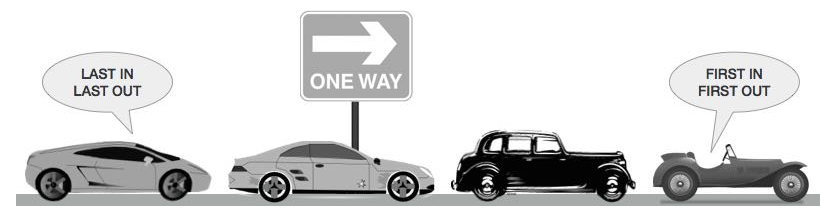 LAST IN
LAST OUT
ONE WAY
FIRST IN
FIRST OUT